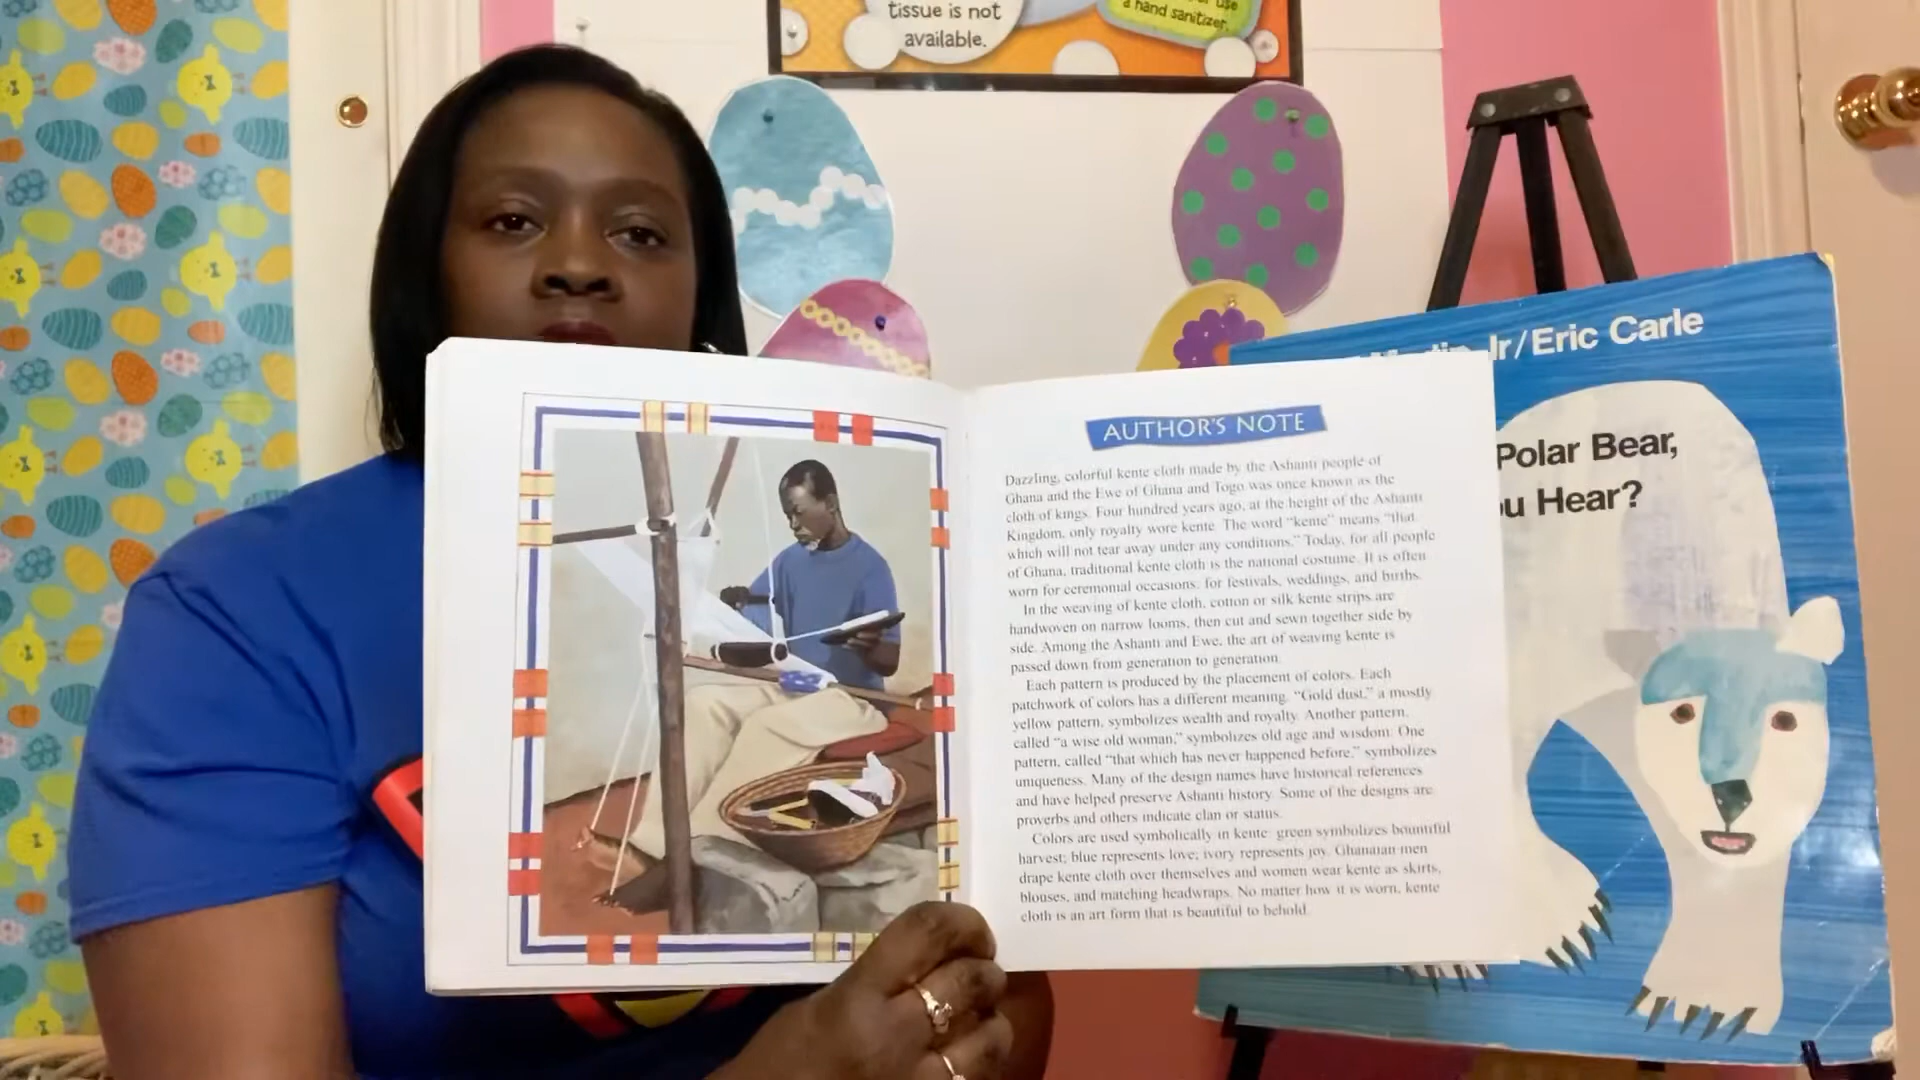 tissue is not
available.
use
a hand sanitizer.
Jr/Eric Carle
Polar Bear,
ou Hear?
AUTHOR'S NOTE
Dazzling, colorful kente cloth made by the Ashanti people of
Ghana and the Ewe of Ghana and Togo was once known as the
cloth of kings. Four hundred years ago, at the height of the Ashanti
Kingdom, only royalty wore kente. The word "kente" means "that
which will not tear away under any conditions." Today, for all people
of Ghana, traditional kente cloth is the national costume. It is often
worn for ceremonial occasions: for festivals, weddings, and births.
In the weaving of kente cloth, cotton or silk kente strips are
handwoven on narrow looms, then cut and sewn together side by
side. Among the Ashanti and Ewe, the art of weaving kente is
passed down from generation to generation.
Each pattern is produced by the placement of colors. Each
patchwork of colors has a different meaning. "Gold dust," a mostly
yellow pattern, symbolizes wealth and royalty. Another pattern,
called "a wise old woman," symbolizes old age and wisdom. One
pattern, called "that which has never happened before," symbolizes
uniqueness. Many of the design names have historical references
and have helped preserve Ashanti history. Some of the designs are
proverbs and others indicate clan or status.
Colors are used symbolically in kente: green symbolizes bountiful
harvest; blue represents love; ivory represents joy. Ghanaian men
drape kente cloth over themselves and women wear kente as skirts,
blouses, and matching headwraps. No matter how it is worn, kente
cloth is an art form that is beautiful to behold.